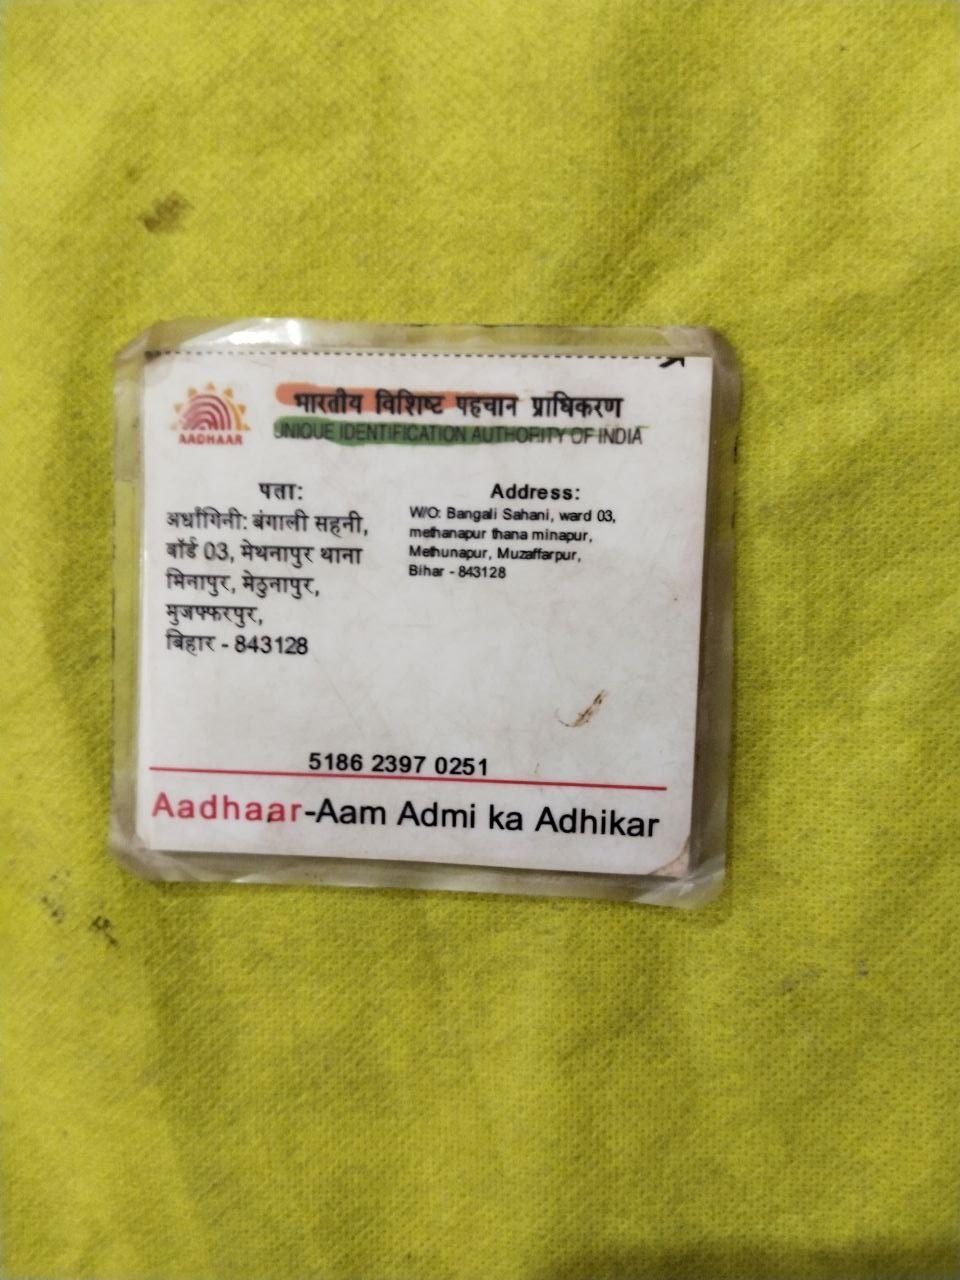 AADHAAR
भारतीय विशिष्ट पहचान प्राधिकरण
UNIQUE IDENTIFICATION AUTHORITY OF INDIA
पता:
अर्धांगिनी: बंगाली सहनी,
वॉर्ड 03, मेथनापुर थाना
मिनापुर, मेठुनापुर,
मुजफ्फरपुर,
बिहार - 843128
Address:
W/O: Bangali Sahani, ward 03,
methanapur thana minapur,
Methunapur, Muzaffarpur,
Bihar - 843128
5186 2397 0251
Aadhaar-Aam Admi ka Adhikar